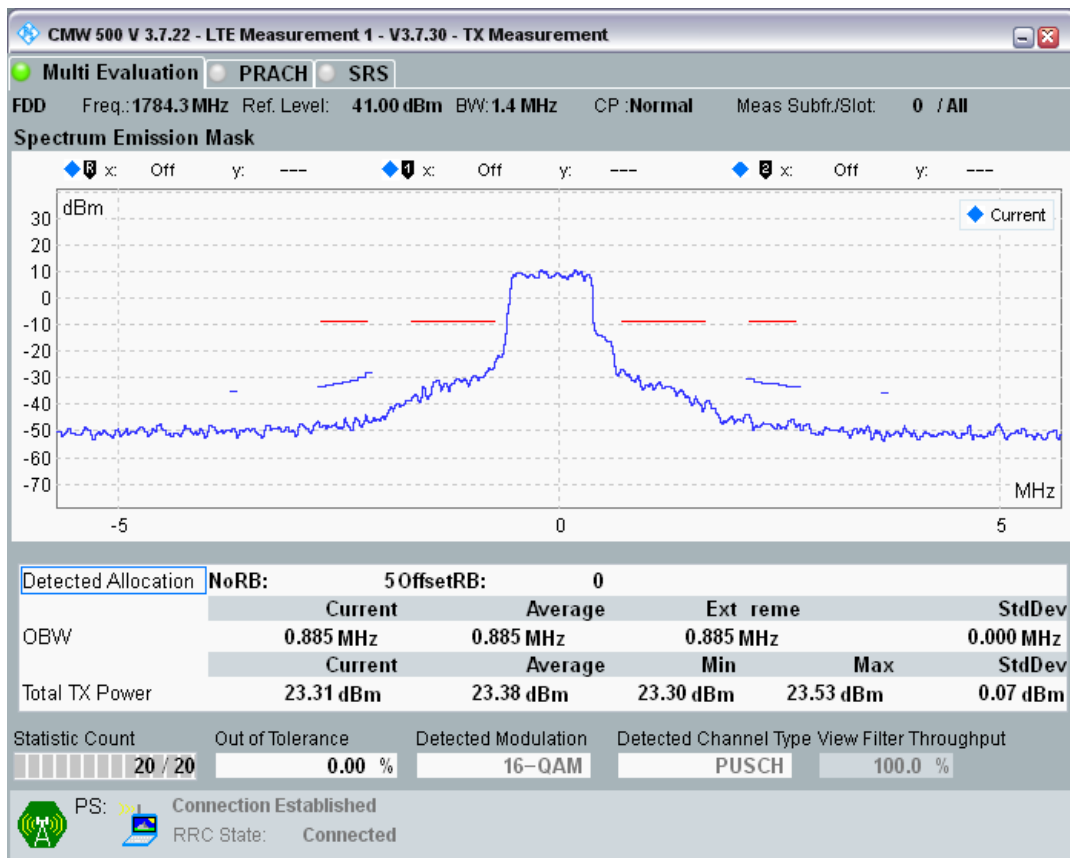 CMW 500 V 3.7.22 - LTE Measurement 1 - V3.7.30 - TX Measurement
Multi Evaluation PRACH SRS
FDD Freq.: 1784.3 MHz Ref. Level: 41.00 dBm BW: 1.4 MHz CP :Normal Meas Subfr./Slot: 0 / All
Spectrum Emission Mask
R x: Off y: --- 1 x: Off y: --- 2 x: Off y: ---
dBm
Current
30
20
10
0
-10
-20
-30
-40
-50
-60
-70
MHz
-5 0 5
Detected Allocation NoRB: 5 OffsetRB: 0
Current Average Ext reme StdDev
OBW 0.885 MHz 0.885 MHz 0.885 MHz 0.000 MHz
Current Average Min Max StdDev
Total TX Power 23.31 dBm 23.38 dBm 23.30 dBm 23.53 dBm 0.07 dBm
Statistic Count Out of Tolerance Detected Modulation Detected Channel Type View Filter Throughput
20 / 20 0.00 % 16-QAM PUSCH 100.0 %
PS: Connection Established
RRC State: Connected